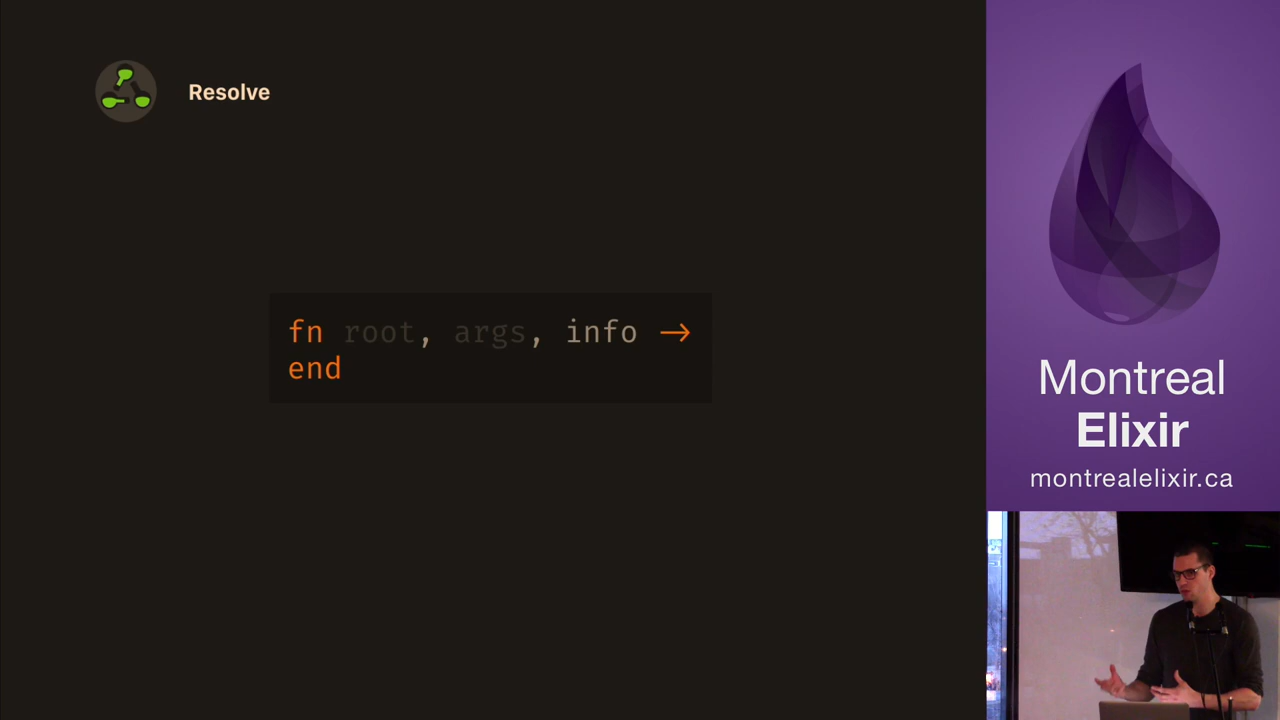 Resolve
fn root, args, info ->
end
Montreal
Elixir
montrealelixir.ca